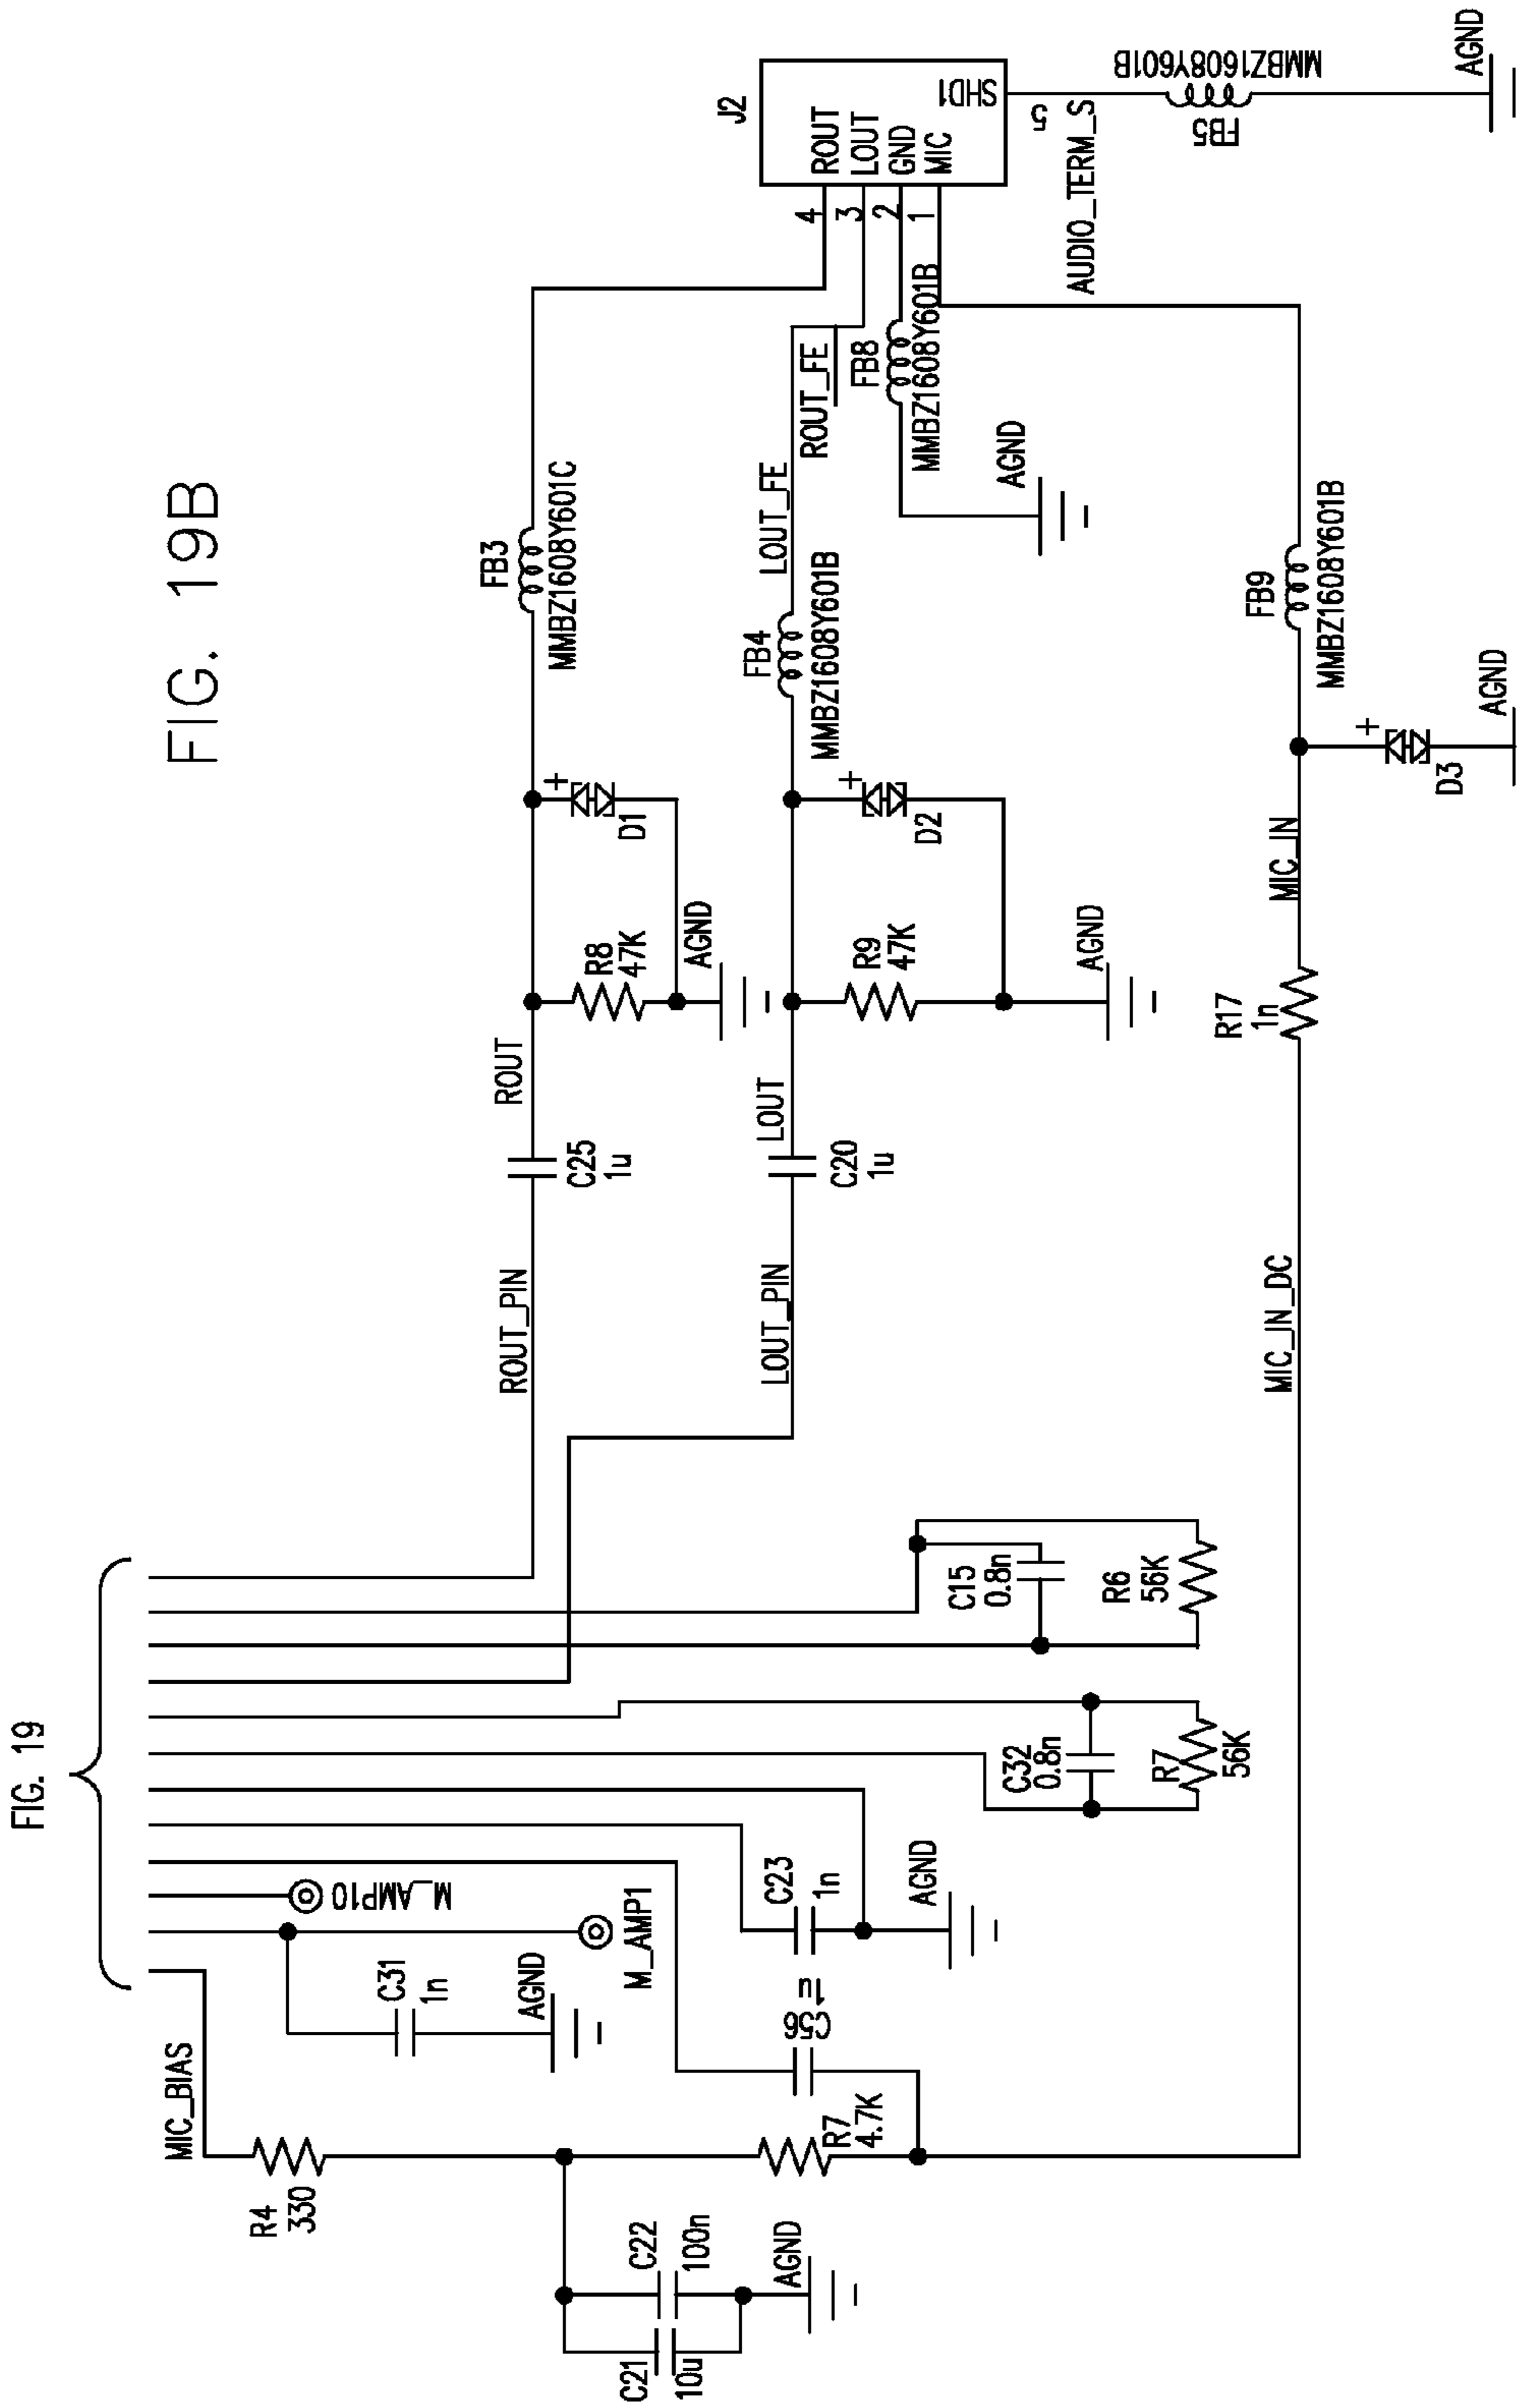 FIG. 19B
FIG. 19
MIC_BIAS
R4
330
C21
10u
C22
100n
AGND
C31
1n
AGND
M_AMP10
M_AMP1
R7
4.7K
C56
1u
C23
1n
AGND
C32
0.8n
R7
56K
C15
0.8n
R6
56K
ROUT_PIN
LOUT_PIN
MIC_IN_DC
C25
1u
ROUT
C20
1u
LOUT
R8
47K
AGND
D1
+
R9
47K
AGND
D2
+
R17
1n
MIC_IN
D3
+
AGND
FB3
MMBZ1608Y601C
FB4
MMBZ1608Y601B
LOUT_FE
ROUT_FE
FB8
MMBZ1608Y601B
AGND
FB9
MMBZ1608Y601B
J2
4
ROUT
3
LOUT
2
GND
1
MIC
SHD1
5
AUDIO_TERM_S
FB5
MMBZ1608Y601B
AGND